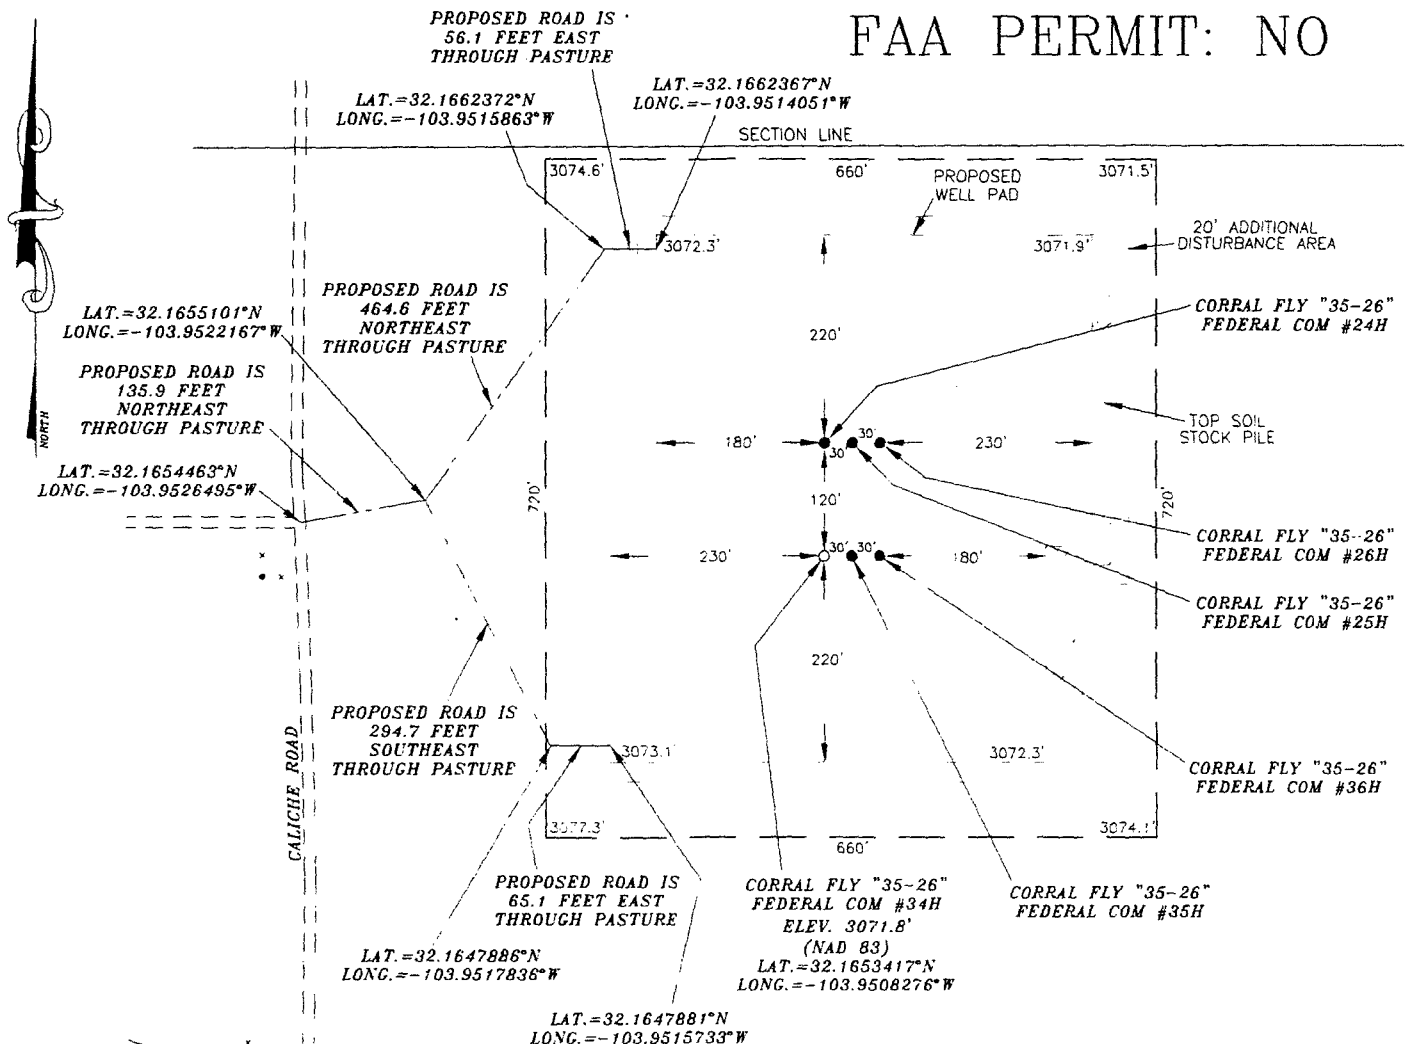 FAA PERMIT: NO
PROPOSED ROAD IS
56.1 FEET EAST
THROUGH PASTURE
LAT.=32.1662372°N
LONG.=-103.9515863°W
LAT.=32.1662367°N
LONG.=-103.9514051°W
SECTION LINE
3074.6'
660'
3071.5'
PROPOSED
WELL PAD
20' ADDITIONAL
DISTURBANCE AREA
3072.3'
3071.9'
PROPOSED ROAD IS
464.6 FEET
NORTHEAST
THROUGH PASTURE
LAT.=32.1655101°N
LONG.=-103.9522167°W
CORRAL FLY "35-26"
FEDERAL COM #24H
220'
PROPOSED ROAD IS
135.9 FEET
NORTHEAST
THROUGH PASTURE
NORTH
TOP SOIL
STOCK PILE
180'
30'
30'
230'
LAT.=32.1654463°N
LONG.=-103.9526495°W
720'
120'
720'
CORRAL FLY "35-26"
FEDERAL COM #26H
230'
30'
30'
180'
CORRAL FLY "35-26"
FEDERAL COM #25H
220'
PROPOSED ROAD IS
294.7 FEET
SOUTHEAST
THROUGH PASTURE
3073.1'
3072.3'
CORRAL FLY "35-26"
FEDERAL COM #36H
CALICHE ROAD
3077.3'
660'
3074.1'
PROPOSED ROAD IS
65.1 FEET EAST
THROUGH PASTURE
CORRAL FLY "35-26"
FEDERAL COM #34H
ELEV. 3071.8'
(NAD 83)
LAT.=32.1653417°N
LONG.=-103.9508276°W
CORRAL FLY "35-26"
FEDERAL COM #35H
LAT.=32.1647886°N
LONG.=-103.9517836°W
LAT.=32.1647881°N
LONG.=-103.9515733°W